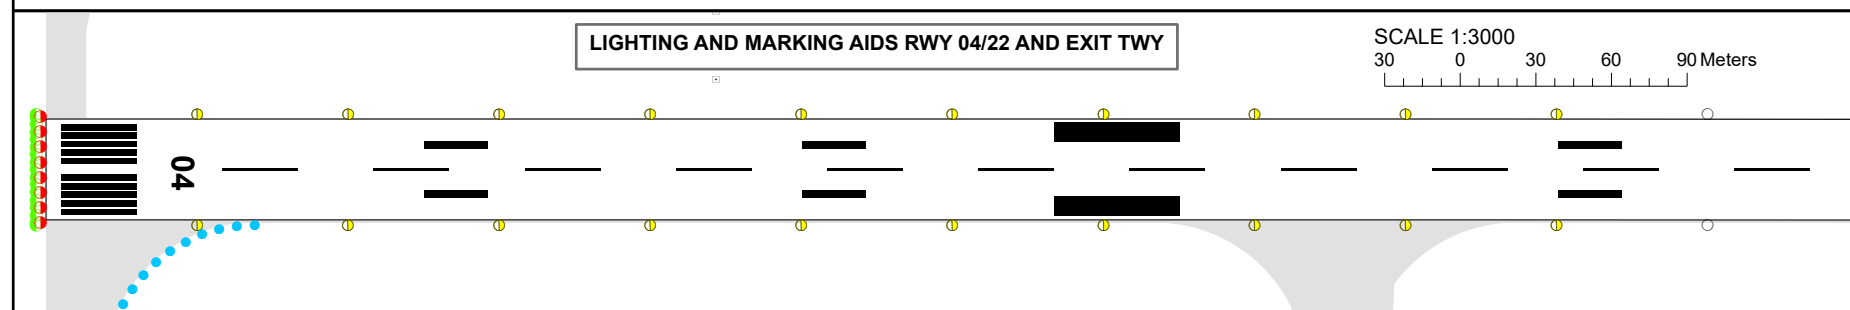 LIGHTING AND MARKING AIDS RWY 04/22 AND EXIT TWY
SCALE 1:3000
30 0 30 60 90 Meters
04